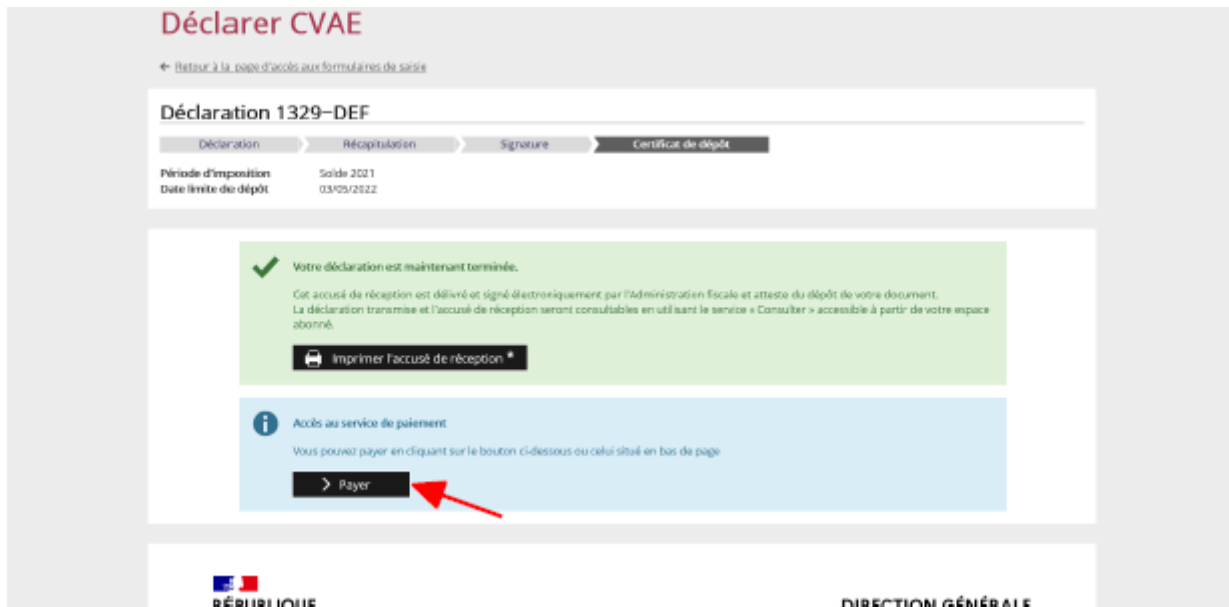 Déclarer CVAE
← Retour à la page d'accès aux formulaires de saisie
Déclaration 1329-DEF
Déclaration
Récapitulation
Signature
Certificat de dépôt
Période d'imposition Solde 2021
Date limite de dépôt 03/05/2022
Votre déclaration est maintenant terminée.
Cet accusé de réception est délivré et signé électroniquement par l'Administration fiscale et atteste du dépôt de votre document.
La déclaration transmise et l'accusé de réception seront consultables en utilisant le service « Consulter » accessible à partir de votre espace
abonné.
Imprimer l'accusé de réception *
Accès au service de paiement
Vous pouvez payer en cliquant sur le bouton ci-dessous ou celui situé en bas de page
> Payer
RÉPUBLIQUE
DIRECTION GÉNÉRALE